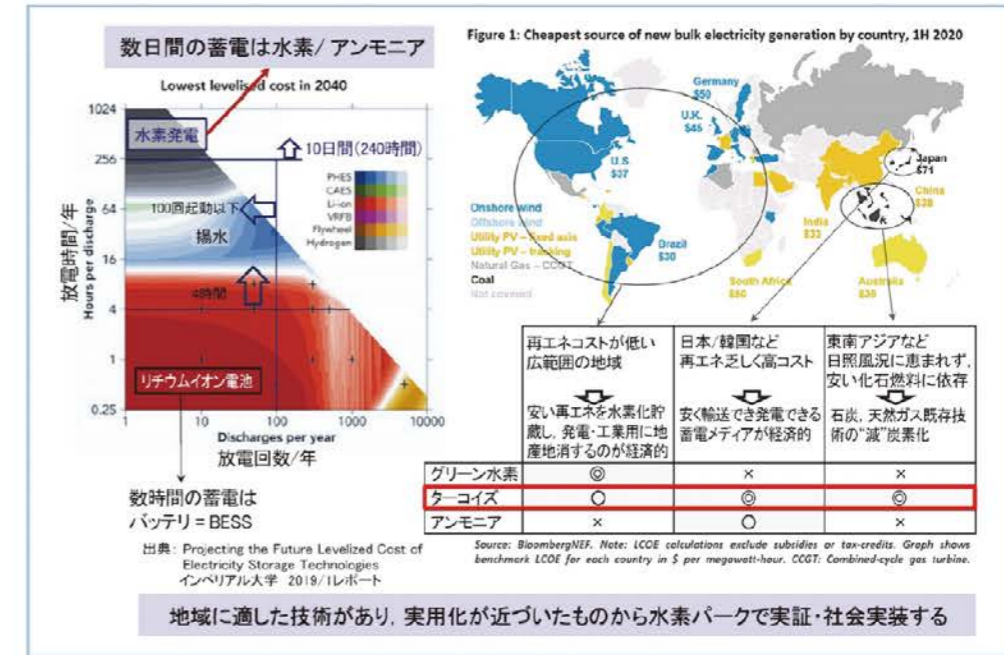 数日間の蓄電は水素/アンモニア
Lowest levelised cost in 2040
1024
256
64
16
4
1
0.25
放電時間/年
Hours per discharge
水素発電
10日間(240時間)
100回起動以下
揚水
4時間
リチウムイオン電池
PHES
CAES
Li-ion
VRFB
Flywheel
Hydrogen
1
10
100
1000
10000
Discharges per year
放電回数/年
数時間の蓄電は
バッテリ = BESS
出典: Projecting the Future Levelized Cost of
Electricity Storage Technologies
インペリアル大学 2019/1レポート
Figure 1: Cheapest source of new bulk electricity generation by country, 1H 2020
Germany
$50
U.K.
$45
U.S
$37
Japan
$71
China
India
$33
Brazil
$30
South Africa
Australia
Onshore wind
Offshore wind
Utility PV – fixed axis
Utility PV – tracking
Natural Gas – CCGT
Coal
Not covered
再エネコストが低い
広範囲の地域
安い再エネを水素化貯
蔵し，発電・工業用に地
産地消するのが経済的
日本/韓国など
再エネ乏しく高コスト
安く輸送でき発電できる
蓄電メディアが経済的
東南アジアなど
日照風況に恵まれず，
安い化石燃料に依存
石炭，天然ガス既存技
術の“減”炭素化
グリーン水素 ◎ × ×
ターコイズ ○ ◎ ◎
アンモニア × ○ ×
Source: BloombergNEF. Note: LCOE calculations exclude subsidies or tax-credits. Graph shows
benchmark LCOE for each country in $ per megawatt-hour. CCGT: Combined-cycle gas turbine.
地域に適した技術があり，実用化が近づいたものから水素パークで実証・社会実装する